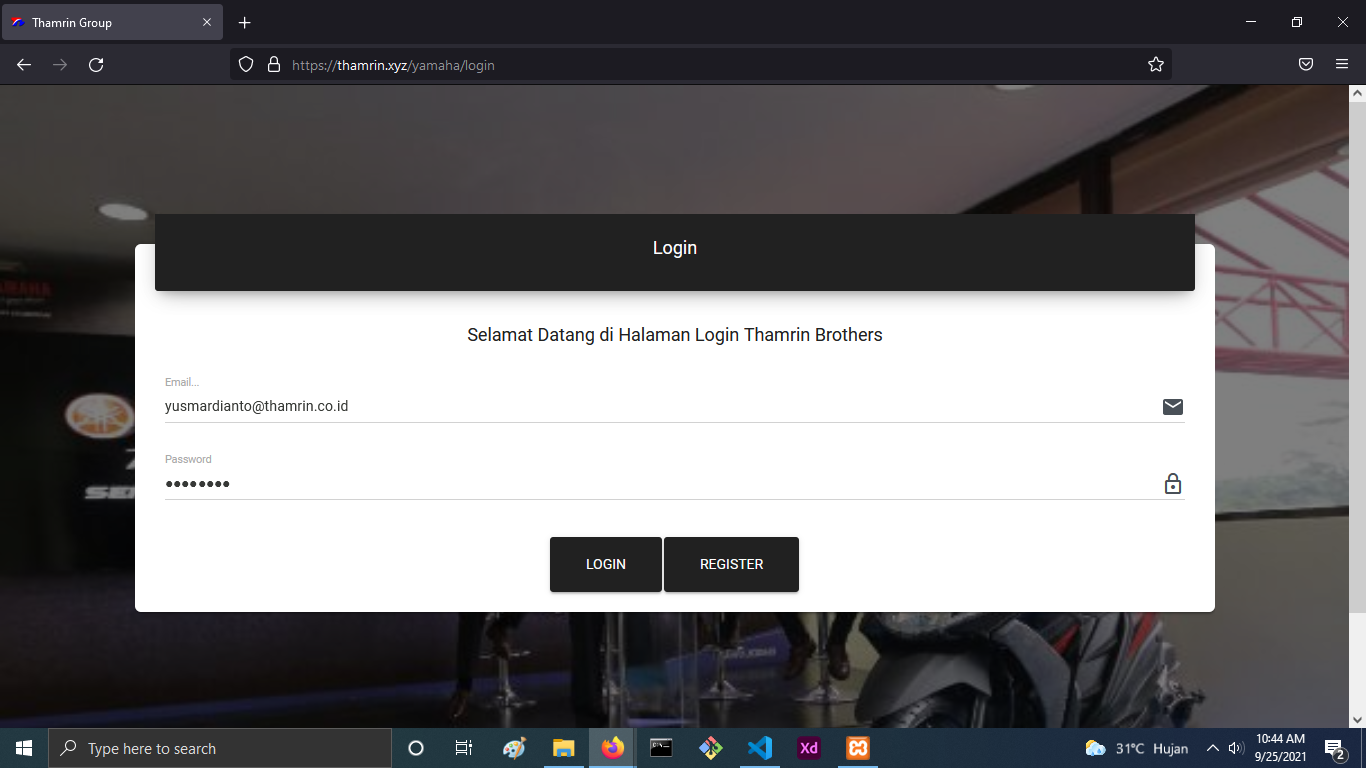 Thamrin Group
https://thamrin.xyz/yamaha/login
Login
Selamat Datang di Halaman Login Thamrin Brothers
Email...
yusmardianto@thamrin.co.id
Password
••••••••
LOGIN
REGISTER
Type here to search
Xd
31°C Hujan
10:44 AM
9/25/2021
2